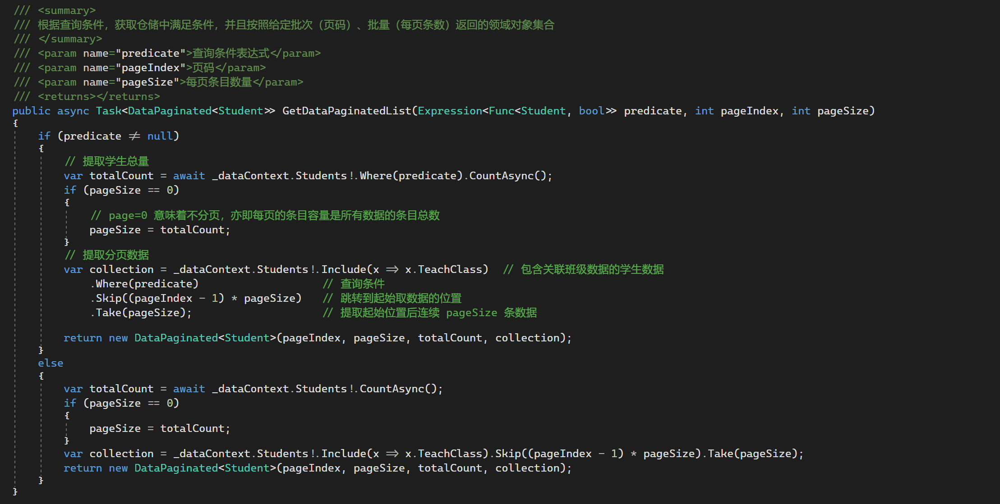 /// <summary>
/// 根据查询条件，获取仓储中满足条件，并且按照给定批次（页码）、批量（每页条数）返回的领域对象集合
/// </summary>
/// <param name="predicate">查询条件表达式</param>
/// <param name="pageIndex">页码</param>
/// <param name="pageSize">每页条目数量</param>
/// <returns></returns>
public async Task<DataPaginated<Student>> GetDataPaginatedList(Expression<Func<Student, bool>> predicate, int pageIndex, int pageSize)
{
    if (predicate != null)
    {
        // 提取学生总量
        var totalCount = await _dataContext.Students!.Where(predicate).CountAsync();
        if (pageSize == 0)
        {
            // page=0 意味着不分页，亦即每页的条目容量是所有数据的条目总数
            pageSize = totalCount;
        }
        // 提取分页数据
        var collection = _dataContext.Students!.Include(x => x.TeachClass)  // 包含关联班级数据的学生数据
            .Where(predicate)                   // 查询条件
            .Skip((pageIndex - 1) * pageSize)   // 跳转到起始取数据的位置
            .Take(pageSize);                    // 提取起始位置后连续 pageSize 条数据

        return new DataPaginated<Student>(pageIndex, pageSize, totalCount, collection);
    }
    else
    {
        var totalCount = await _dataContext.Students!.CountAsync();
        if (pageSize == 0)
        {
            pageSize = totalCount;
        }
        var collection = _dataContext.Students!.Include(x => x.TeachClass).Skip((pageIndex - 1) * pageSize).Take(pageSize);
        return new DataPaginated<Student>(pageIndex, pageSize, totalCount, collection);
    }
}